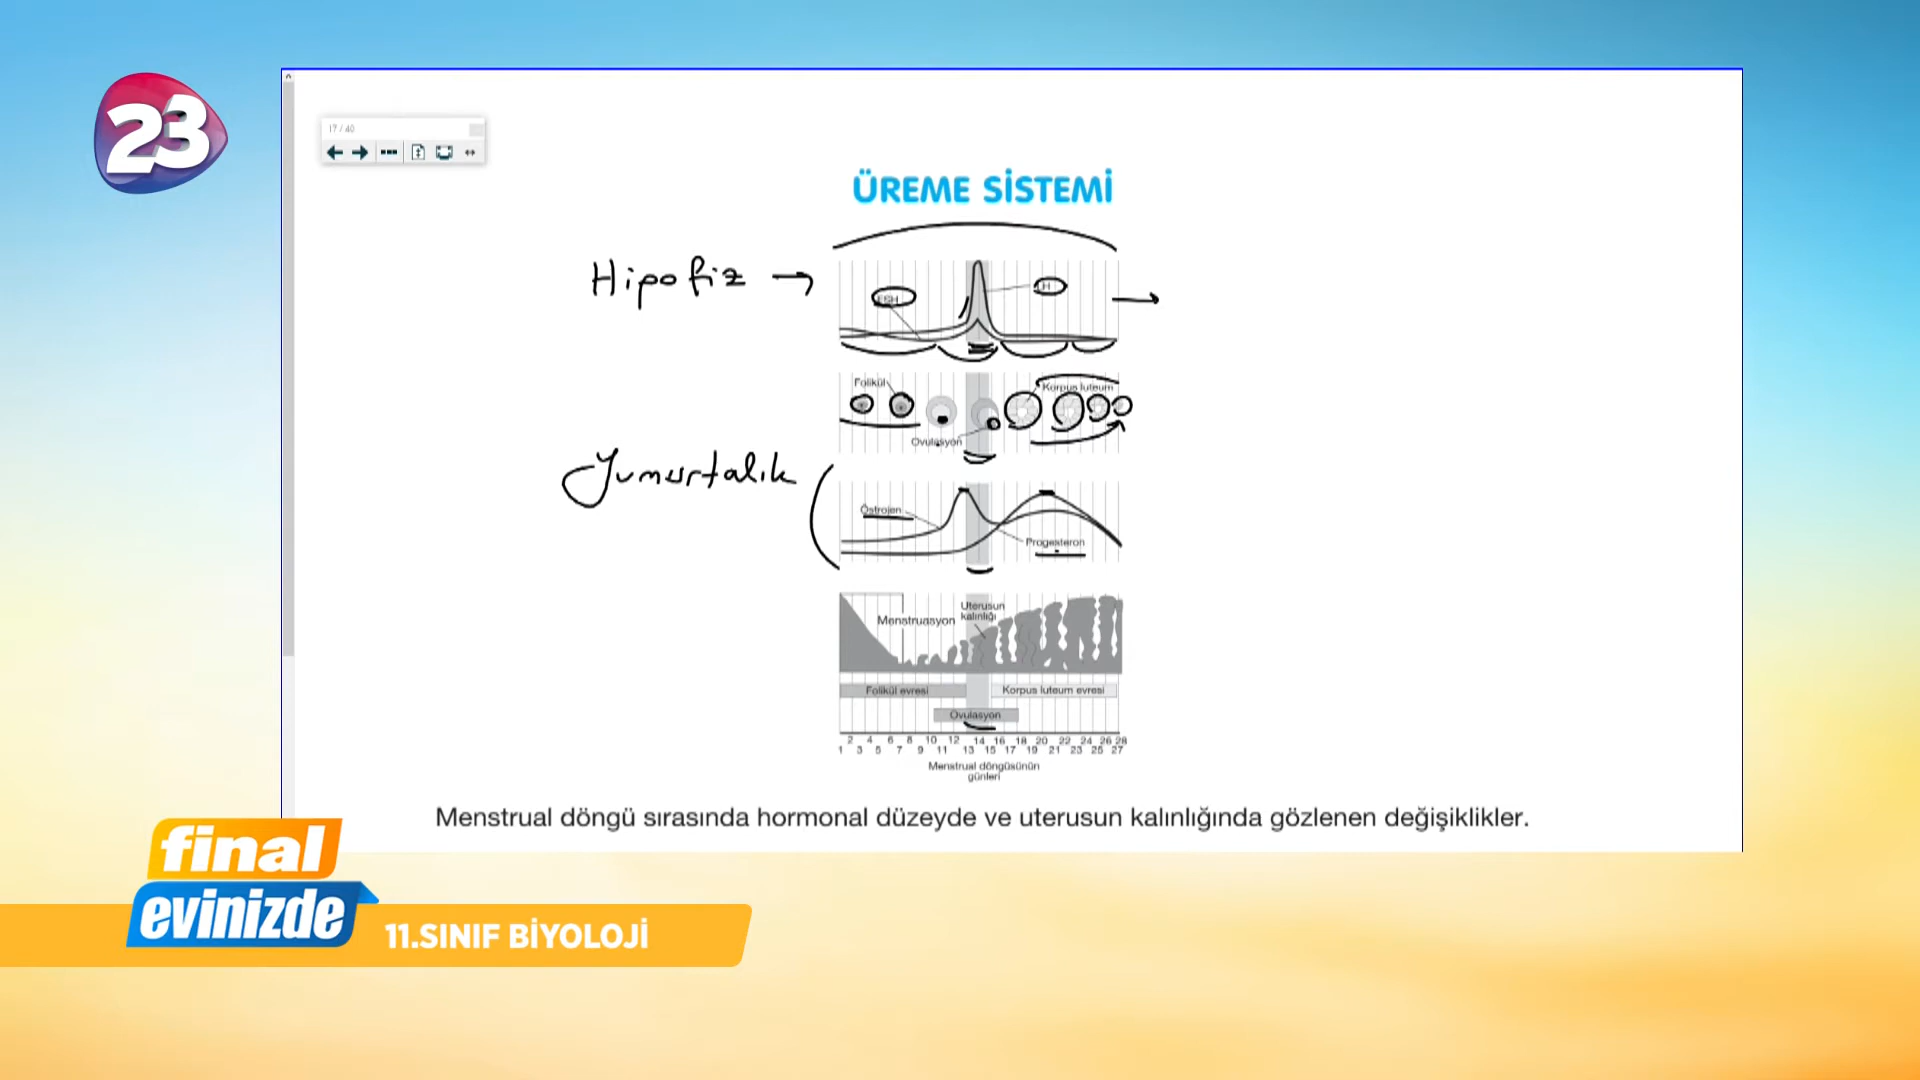 23
17 / 40
ÜREME SİSTEMİ
Hipofiz →
FSH
LH
Folikül
Korpus luteum
Ovulasyon
Yumurtalık
Östrojen
Progesteron
Menstruasyon
Uterusun
kalınlığı
Folikül evresi
Korpus luteum evresi
Ovulasyon
2 4 6 8 10 12 14 16 18 20 22 24 26 28
1 3 5 7 9 11 13 15 17 19 21 23 25 27
Menstrual döngüsünün
günleri
Menstrual döngü sırasında hormonal düzeyde ve uterusun kalınlığında gözlenen değişiklikler.
final
evinizde
11.SINIF BİYOLOJİ